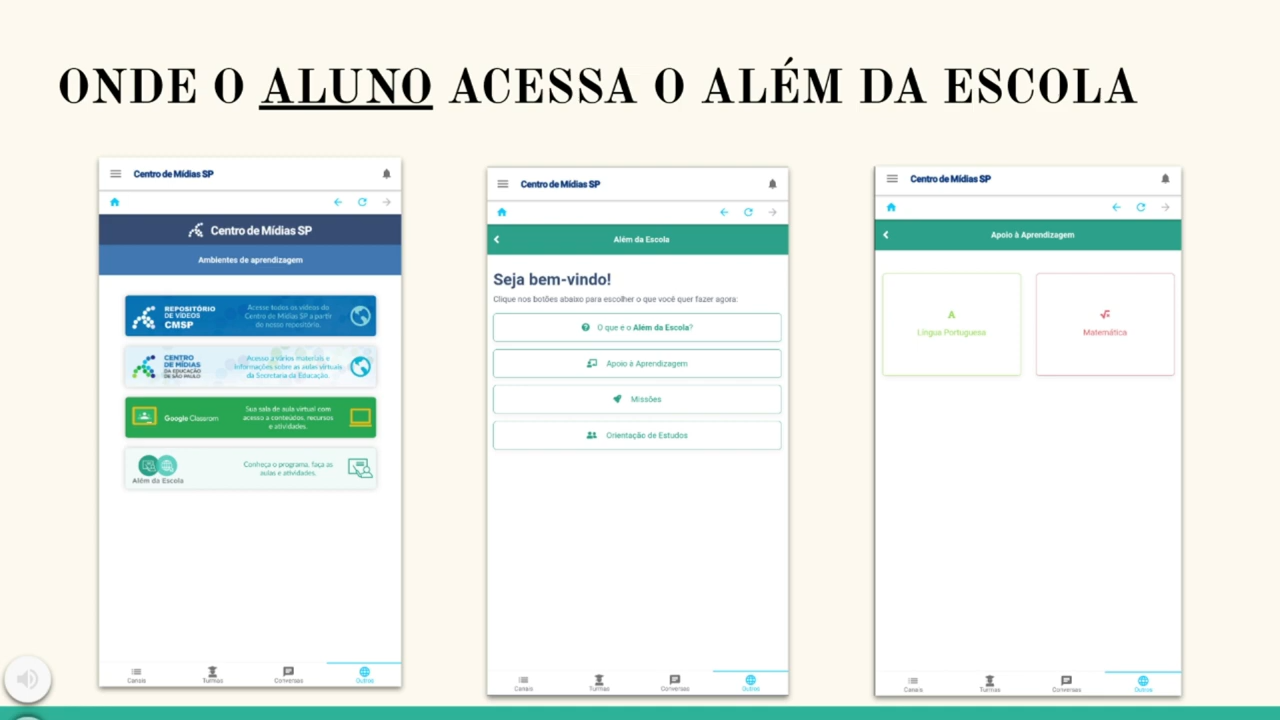 ONDE O ALUNO ACESSA O ALÉM DA ESCOLA
Centro de Mídias SP
Centro de Mídias SP
Ambientes de aprendizagem
REPOSITÓRIO
DE VÍDEOS
CMSP
Acesse todos os vídeos do
Centro de Mídias SP a partir
do nosso repositório.
CENTRO
DE MÍDIAS
DA EDUCAÇÃO
DE SÃO PAULO
Acesso a vários materiais e
informações sobre as aulas virtuais
da Secretaria da Educação.
Google Classroom
Sua sala de aula virtual com
acesso a conteúdos, recursos
e atividades.
Além da Escola
Conheça o programa, faça as
aulas e atividades.
Canais
Turmas
Conversas
Outros
Centro de Mídias SP
Além da Escola
Seja bem-vindo!
Clique nos botões abaixo para escolher o que você quer fazer agora:
O que é o Além da Escola?
Apoio à Aprendizagem
Missões
Orientação de Estudos
Canais
Turmas
Conversas
Outros
Centro de Mídias SP
Apoio à Aprendizagem
Língua Portuguesa
Matemática
Canais
Turmas
Conversas
Outros